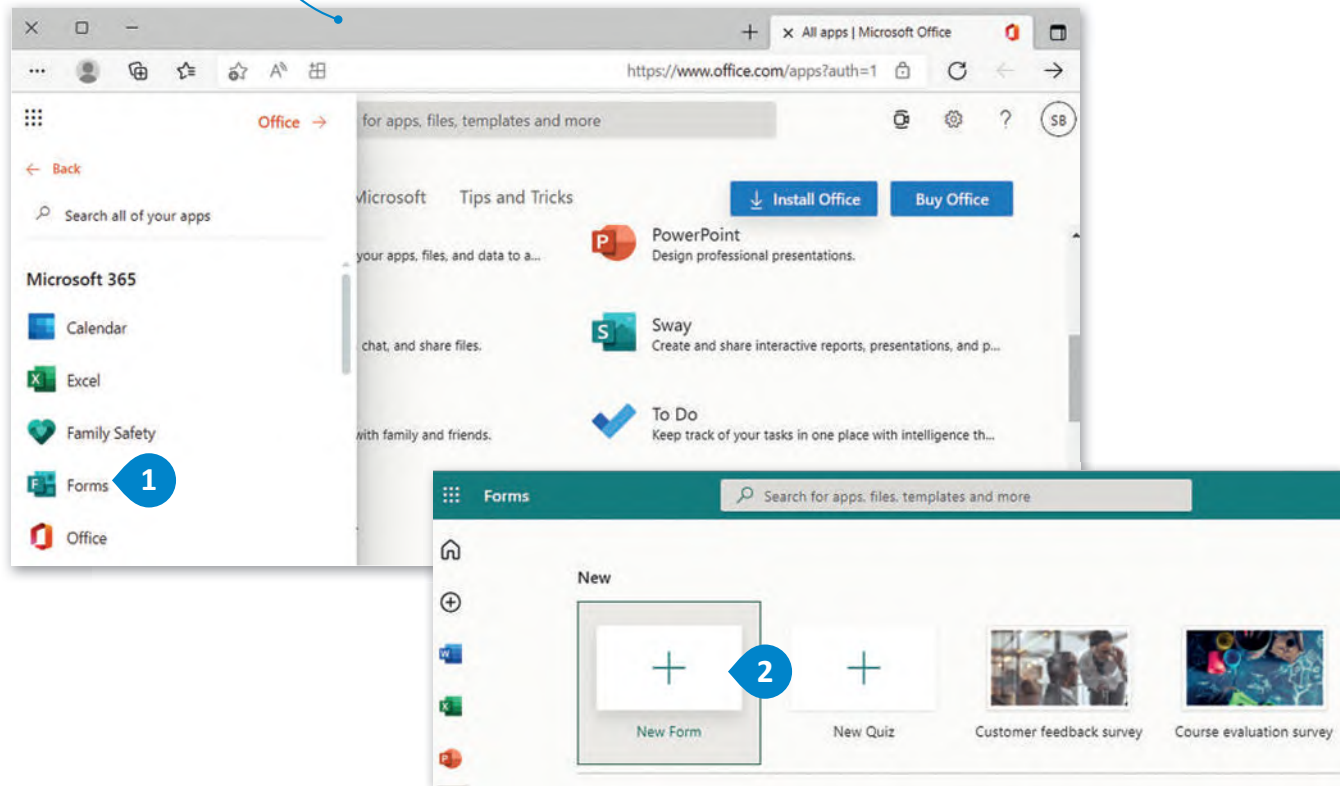 All apps | Microsoft Office
https://www.office.com/apps?auth=1
Office →
for apps, files, templates and more
? SB
← Back
Search all of your apps
Microsoft Tips and Tricks
Install Office
Buy Office
Microsoft 365
Calendar
Excel
Family Safety
Forms
1
Office
your apps, files, and data to a...
chat, and share files.
with family and friends.
PowerPoint
Design professional presentations.
Sway
Create and share interactive reports, presentations, and p...
To Do
Keep track of your tasks in one place with intelligence th...
Forms
Search for apps, files, templates and more
New
2
New Form
New Quiz
Customer feedback survey
Course evaluation survey